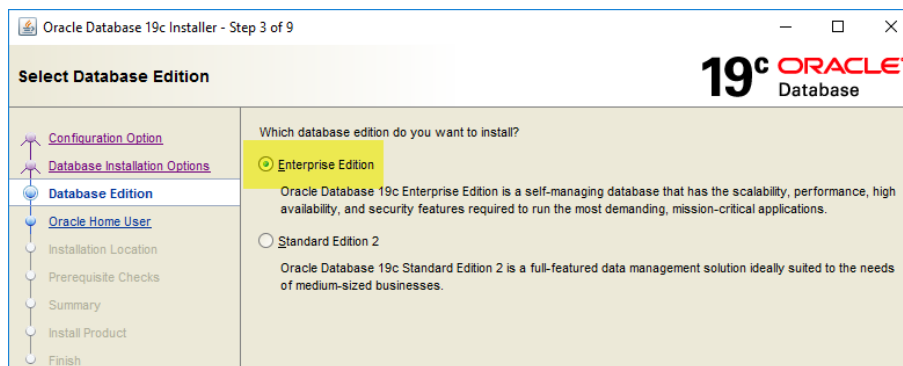 Oracle Database 19c Installer - Step 3 of 9
Select Database Edition
19c ORACLE
Database
Configuration Option
Database Installation Options
Database Edition
Oracle Home User
Installation Location
Prerequisite Checks
Summary
Install Product
Finish
Which database edition do you want to install?
Enterprise Edition
Oracle Database 19c Enterprise Edition is a self-managing database that has the scalability, performance, high
availability, and security features required to run the most demanding, mission-critical applications.
Standard Edition 2
Oracle Database 19c Standard Edition 2 is a full-featured data management solution ideally suited to the needs
of medium-sized businesses.